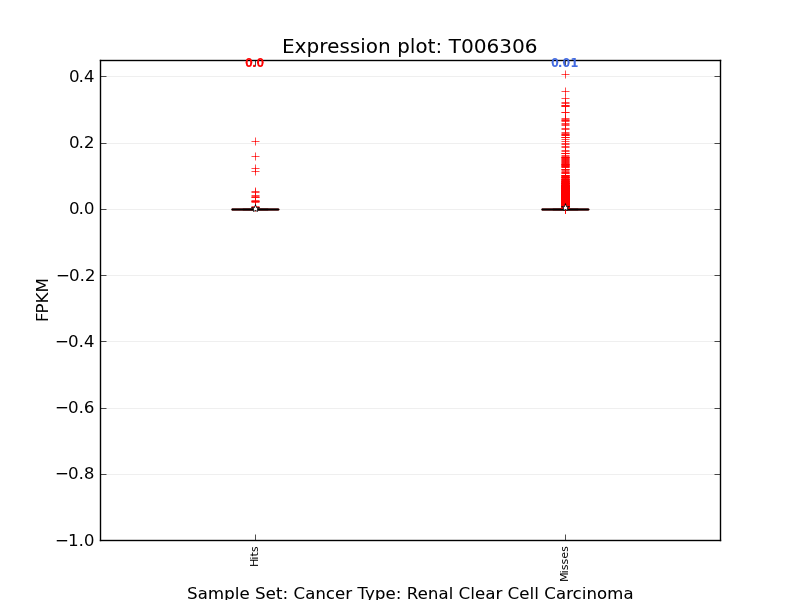 Expression plot: T006306
0.0
0.01
0.4
0.2
0.0
−0.2
−0.4
−0.6
−0.8
−1.0
FPKM
Hits
Misses
Sample Set: Cancer Type: Renal Clear Cell Carcinoma